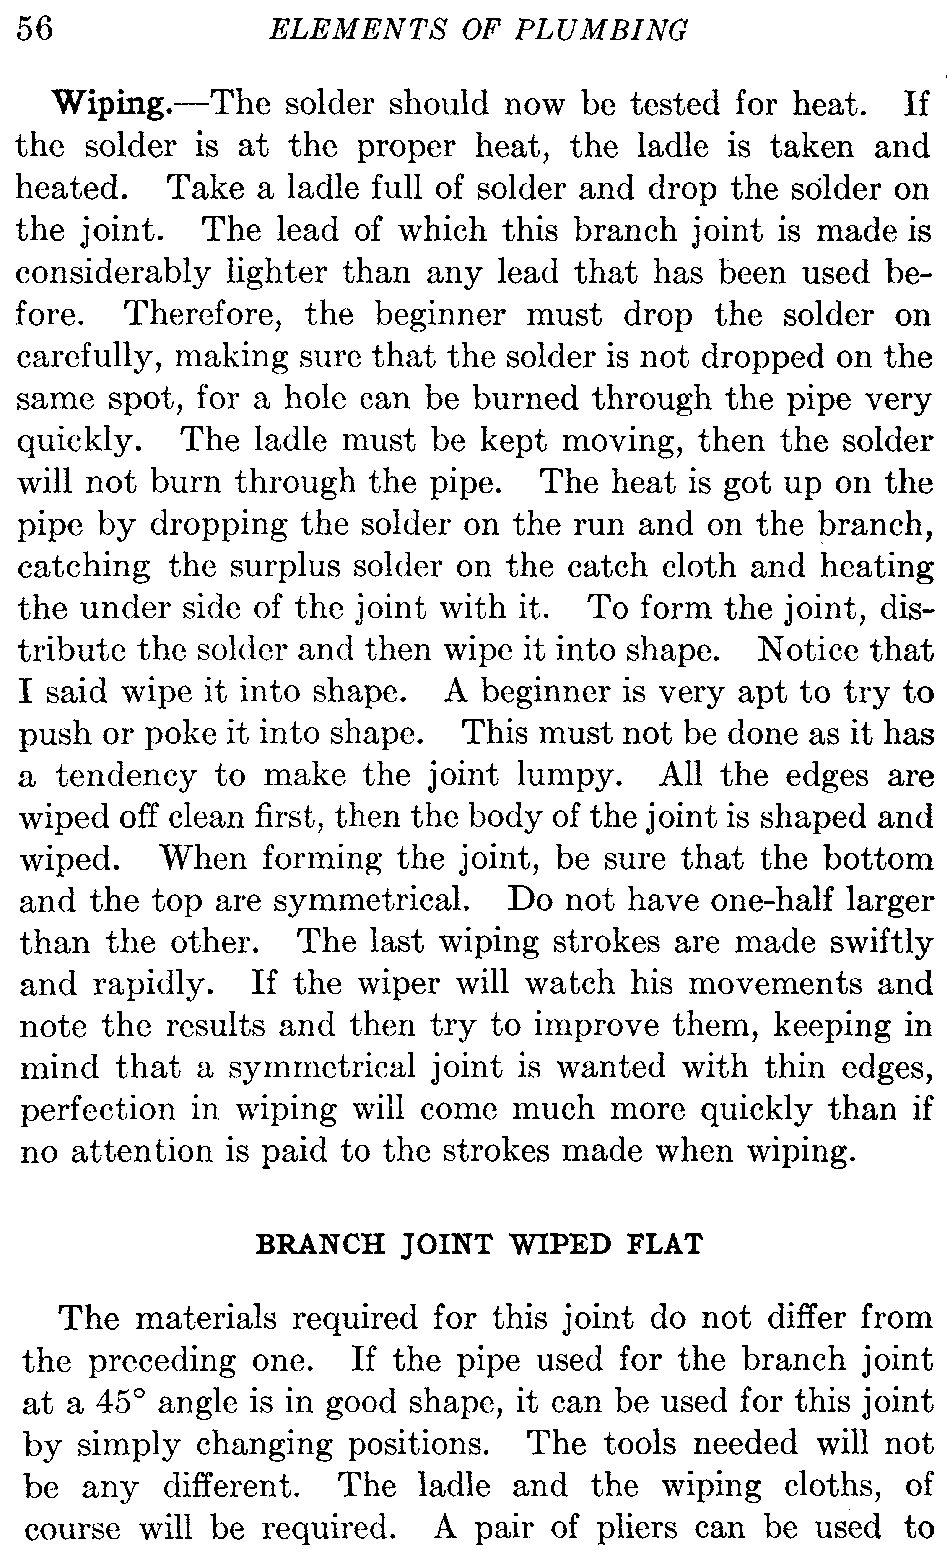 56 ELEMENTS OF PLUMBING
Wiping.—The solder should now be tested for heat. If
the solder is at the proper heat, the ladle is taken and
heated. Take a ladle full of solder and drop the solder on
the joint. The lead of which this branch joint is made is
considerably lighter than any lead that has been used be-
fore. Therefore, the beginner must drop the solder on
carefully, making sure that the solder is not dropped on the
same spot, for a hole can be burned through the pipe very
quickly. The ladle must be kept moving, then the solder
will not burn through the pipe. The heat is got up on the
pipe by dropping the solder on the run and on the branch,
catching the surplus solder on the catch cloth and heating
the under side of the joint with it. To form the joint, dis-
tribute the solder and then wipe it into shape. Notice that
I said wipe it into shape. A beginner is very apt to try to
push or poke it into shape. This must not be done as it has
a tendency to make the joint lumpy. All the edges are
wiped off clean first, then the body of the joint is shaped and
wiped. When forming the joint, be sure that the bottom
and the top are symmetrical. Do not have one-half larger
than the other. The last wiping strokes are made swiftly
and rapidly. If the wiper will watch his movements and
note the results and then try to improve them, keeping in
mind that a symmetrical joint is wanted with thin edges,
perfection in wiping will come much more quickly than if
no attention is paid to the strokes made when wiping.
BRANCH JOINT WIPED FLAT
The materials required for this joint do not differ from
the preceding one. If the pipe used for the branch joint
at a 45° angle is in good shape, it can be used for this joint
by simply changing positions. The tools needed will not
be any different. The ladle and the wiping cloths, of
course will be required. A pair of pliers can be used to